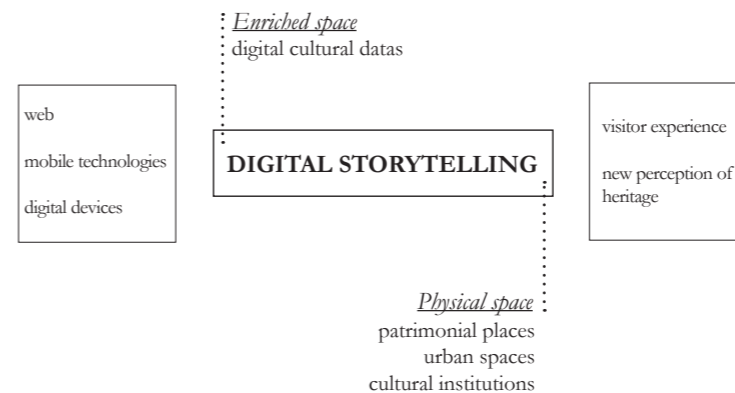 Enriched space
digital cultural datas
web
mobile technologies
digital devices
DIGITAL STORYTELLING
visitor experience
new perception of
heritage
Physical space
patrimonial places
urban spaces
cultural institutions